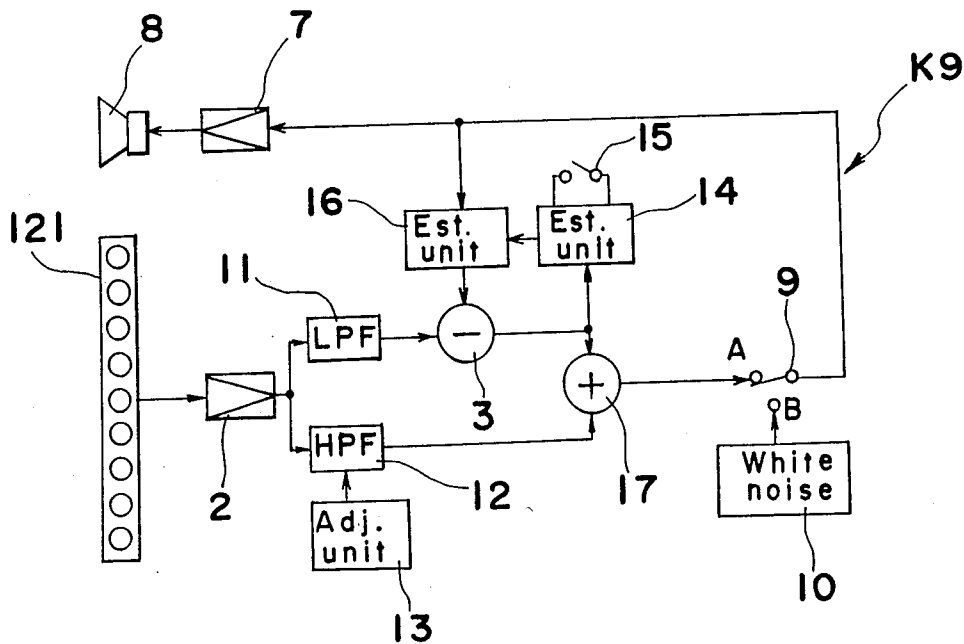 8
7
K9
15
16
14
121
Est.
unit
Est.
unit
11
9
LPF
−
A
3
+
B
HPF
2
12
17
White
noise
Adj.
unit
13
10